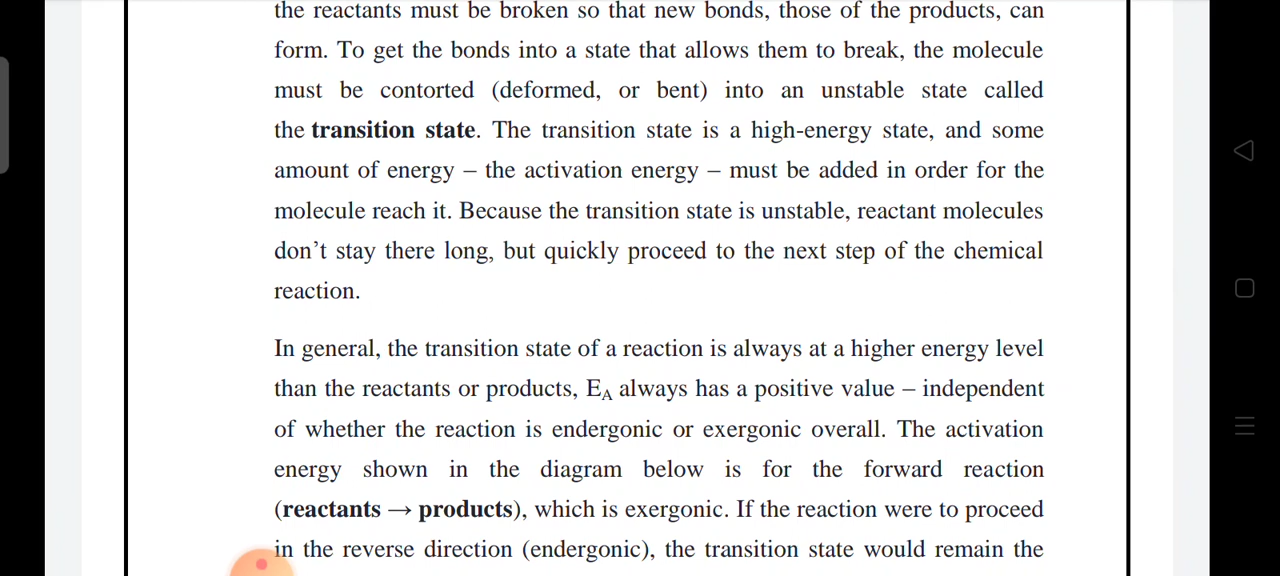 the reactants must be broken so that new bonds, those of the products, can
form. To get the bonds into a state that allows them to break, the molecule
must be contorted (deformed, or bent) into an unstable state called
the transition state. The transition state is a high-energy state, and some
amount of energy – the activation energy – must be added in order for the
molecule reach it. Because the transition state is unstable, reactant molecules
don’t stay there long, but quickly proceed to the next step of the chemical
reaction.
In general, the transition state of a reaction is always at a higher energy level
than the reactants or products, EA always has a positive value – independent
of whether the reaction is endergonic or exergonic overall. The activation
energy shown in the diagram below is for the forward reaction
(reactants → products), which is exergonic. If the reaction were to proceed
in the reverse direction (endergonic), the transition state would remain the